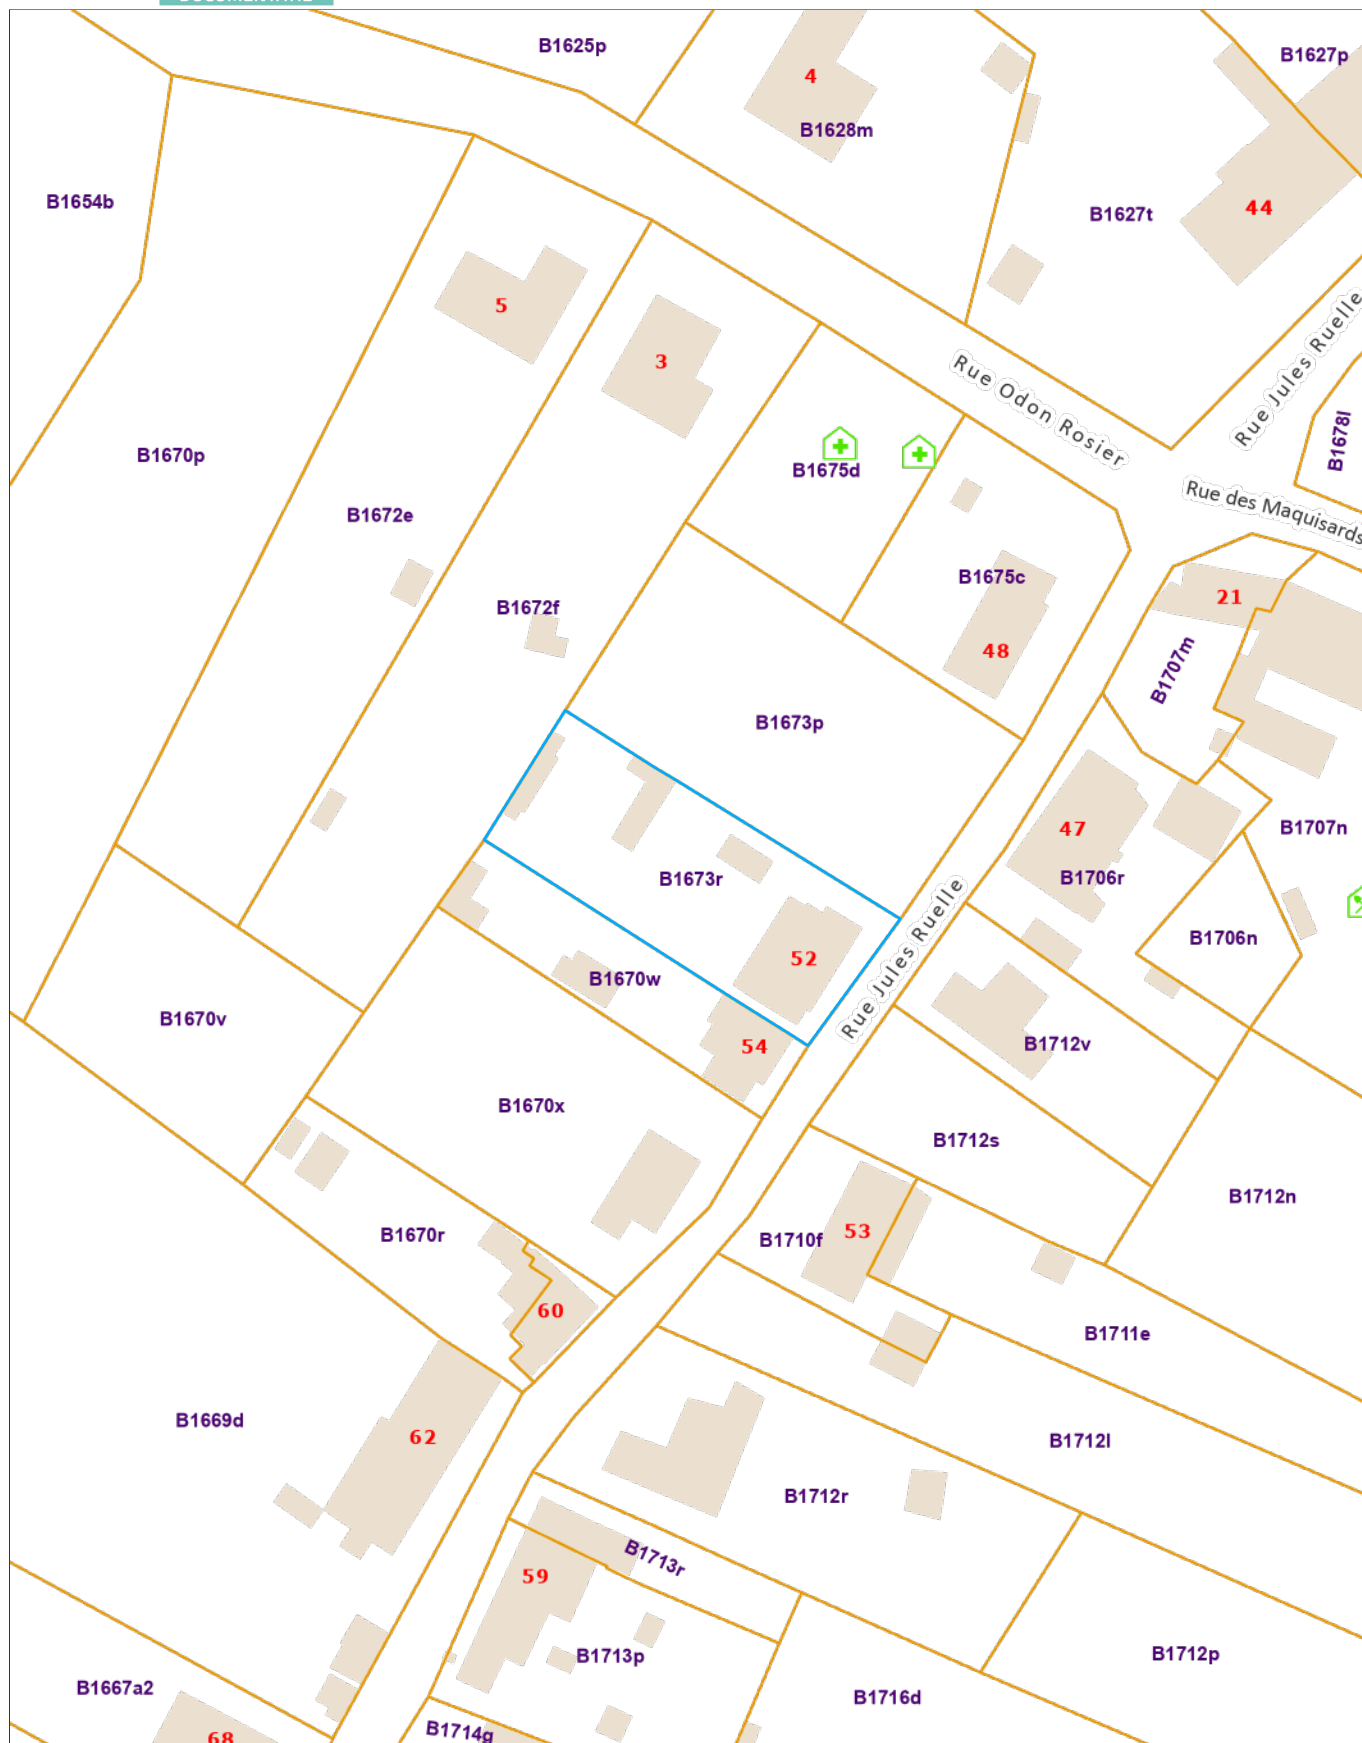 B1625p
4
B1627p
B1628m
B1654b
44
B1627t
5
3
Rue Jules Ruelle
Rue Odon Rosier
B1678l
B1670p
B1675d
Rue des Maquisards
B1672e
B1675c
21
B1672f
48
B1707m
B1673p
47
B1707n
B1673r
B1706r
Rue Jules Ruelle
B1706n
52
B1670w
B1670v
54
B1712v
B1670x
B1712s
B1712n
B1670r
B1710f
53
60
B1711e
B1669d
62
B1712l
B1712r
B1713r
59
B1713p
B1712p
B1667a2
B1716d
B1714g
68